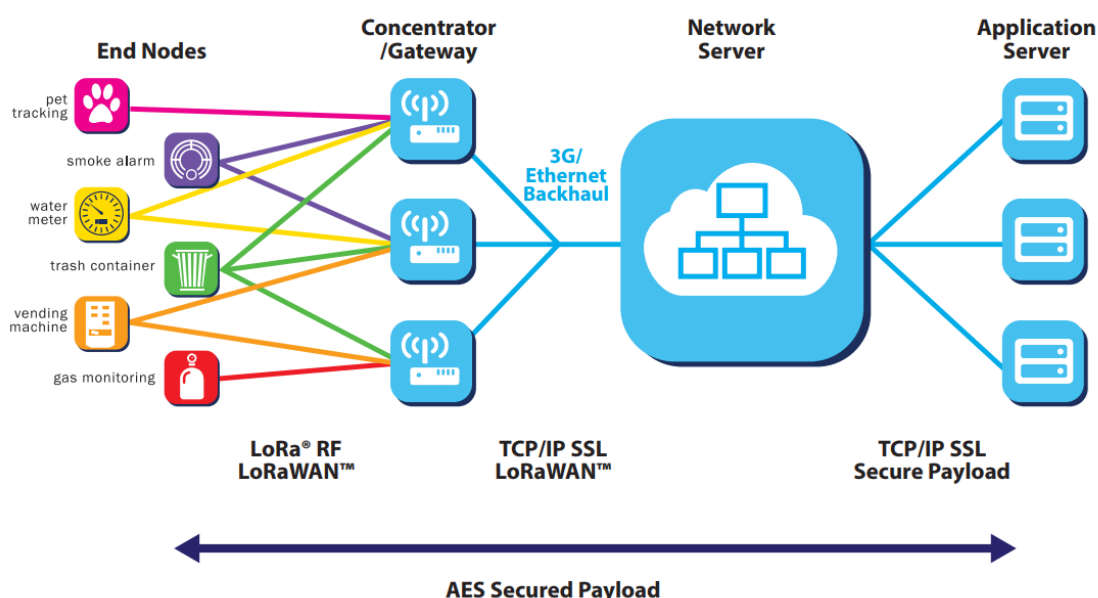 End Nodes
Concentrator
/Gateway
Network
Server
Application
Server
pet
tracking
smoke alarm
water
meter
trash container
vending
machine
gas monitoring
3G/
Ethernet
Backhaul
LoRa® RF
LoRaWAN™
TCP/IP SSL
LoRaWAN™
TCP/IP SSL
Secure Payload
AES Secured Payload